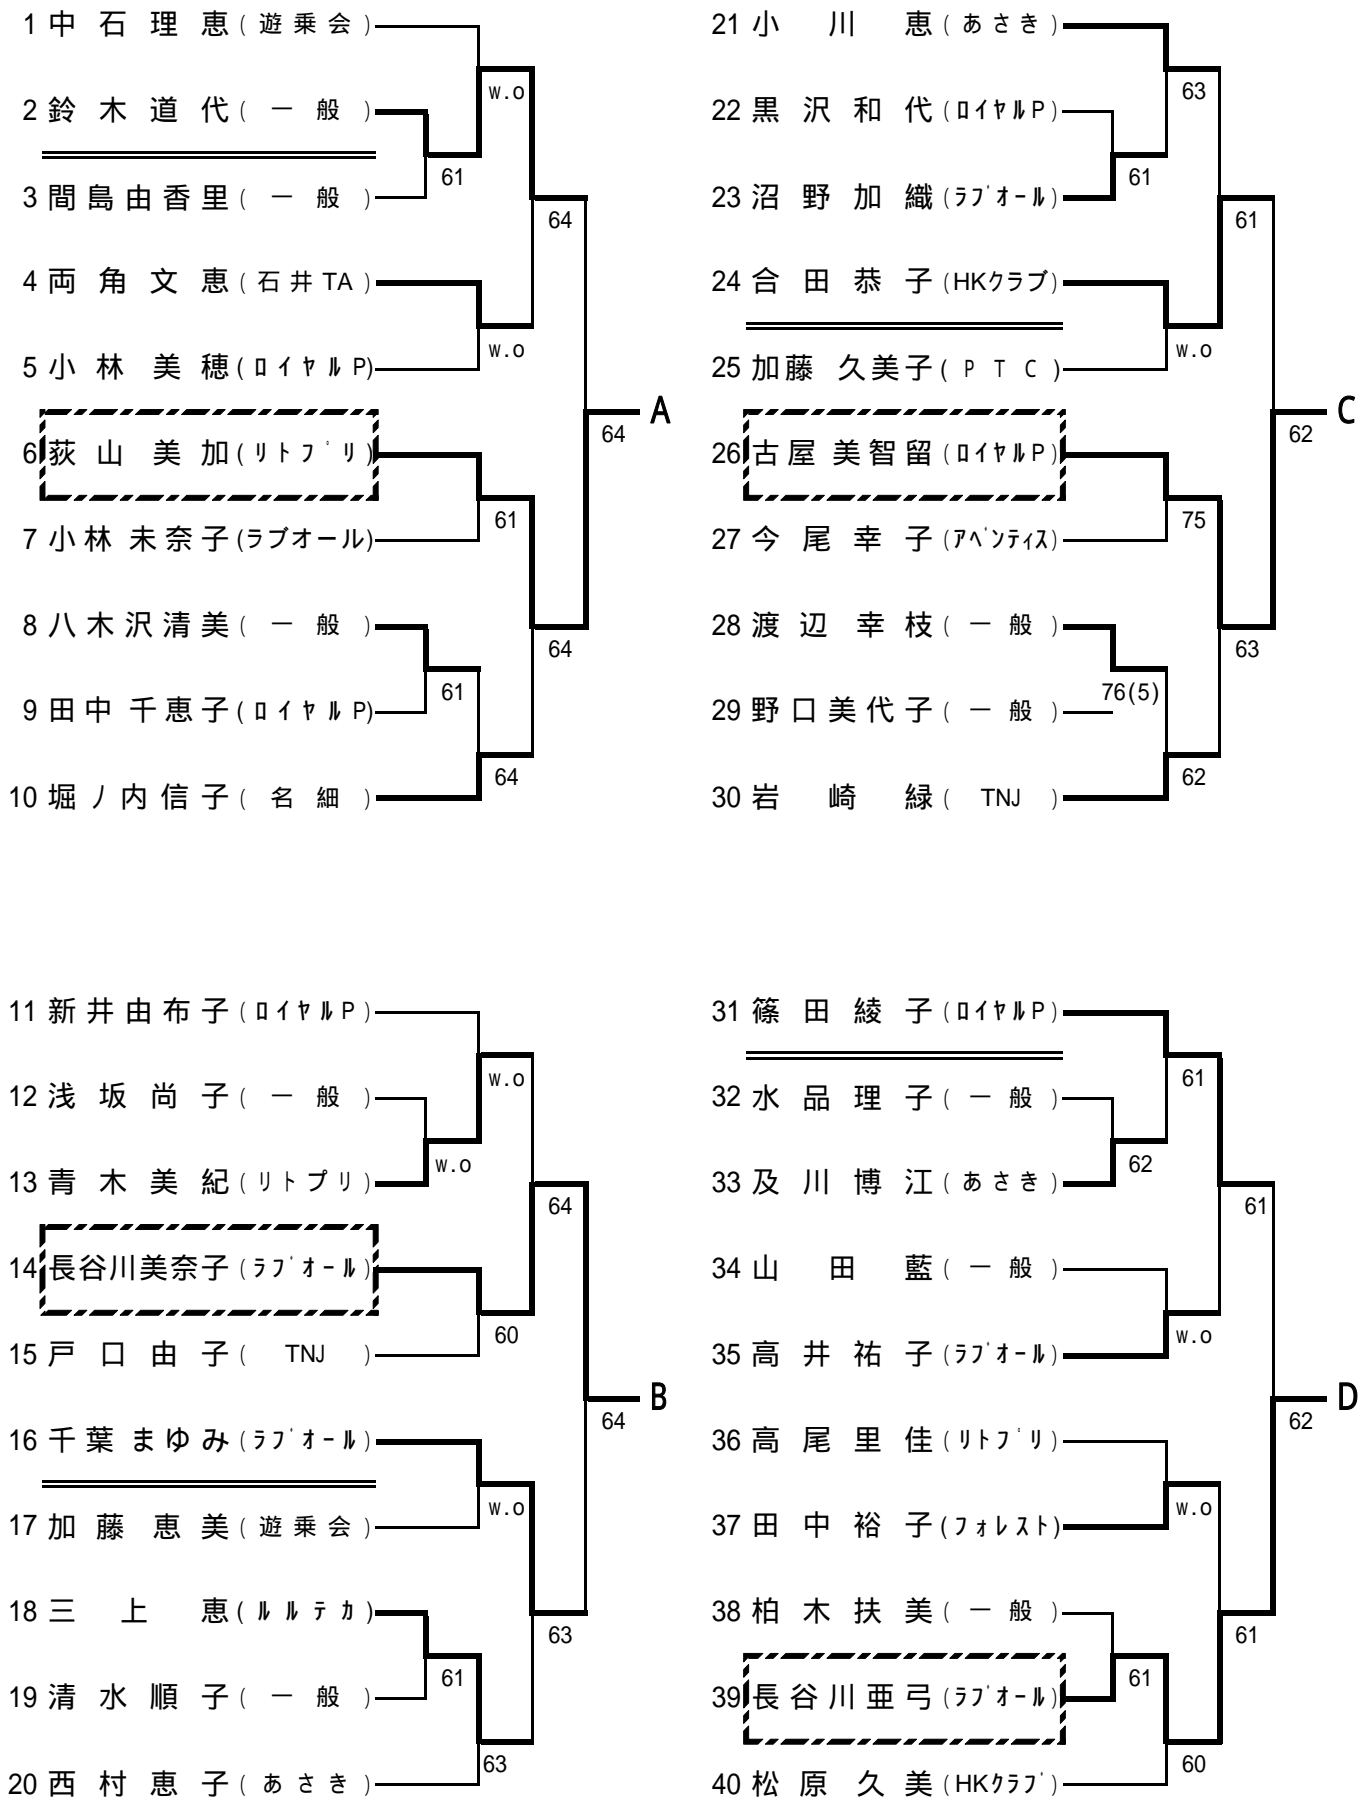 1 中石理恵 (遊乗会)
w.o
2 鈴木道代 (一般)
61
3 間島由香里 (一般)
64
4 両角文恵 (石井TA)
w.o
5 小林美穂 (ロイヤルP)
64 A
6 荻山美加 (リトプリ)
61
7 小林未奈子 (ラブオール)
8 八木沢清美 (一般)
64
61
9 田中千恵子 (ロイヤルP)
64
10 堀ノ内信子 (名細)
21 小川恵 (あさき)
63
22 黒沢和代 (ロイヤルP)
61
23 沼野加織 (ラブオール)
61
24 合田恭子 (HKクラブ)
w.o
25 加藤久美子 (PTC)
62 C
26 古屋美智留 (ロイヤルP)
75
27 今尾幸子 (アペンティス)
28 渡辺幸枝 (一般)
63
76(5)
29 野口美代子 (一般)
62
30 岩崎緑 (TNJ)
11 新井由布子 (ロイヤルP)
w.o
12 浅坂尚子 (一般)
w.o
13 青木美紀 (リトプリ)
64
14 長谷川美奈子 (ラブオール)
60
15 戸口由子 (TNJ)
64 B
16 千葉まゆみ (ラブオール)
w.o
17 加藤恵美 (遊乗会)
18 三上恵 (ルルテカ)
63
61
19 清水順子 (一般)
63
20 西村恵子 (あさき)
31 篠田綾子 (ロイヤルP)
61
32 水品理子 (一般)
62
33 及川博江 (あさき)
61
34 山田藍 (一般)
w.o
35 高井祐子 (ラブオール)
62 D
36 高尾里佳 (リトプリ)
w.o
37 田中裕子 (フォレスト)
38 柏木扶美 (一般)
61
61
39 長谷川亜弓 (ラブオール)
60
40 松原久美 (HKクラブ)